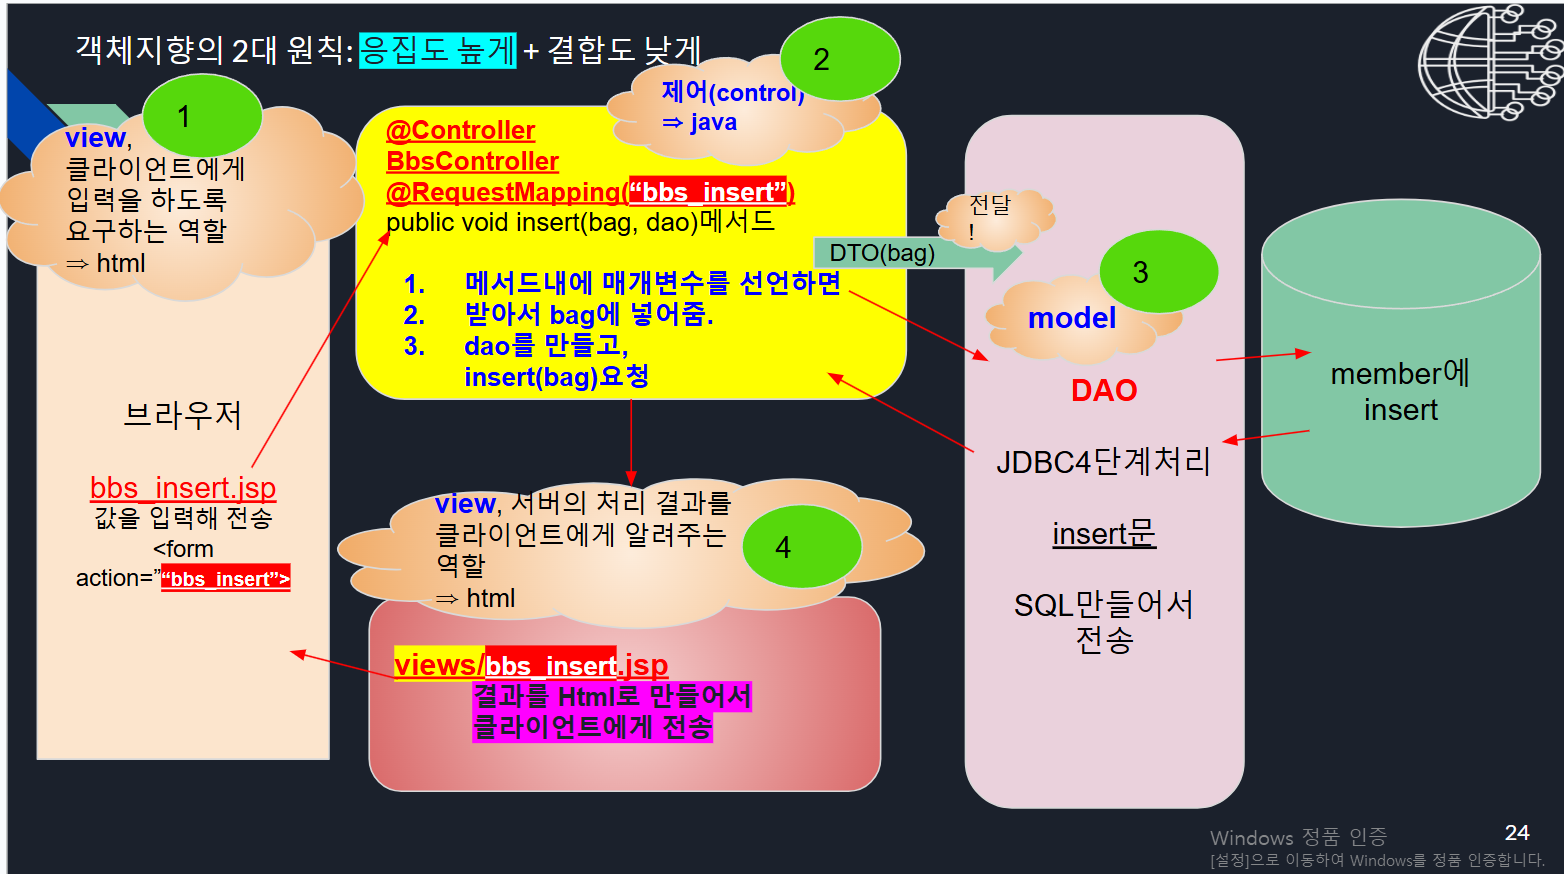 객체지향의 2대 원칙: 응집도 높게 + 결합도 낮게
1
view,
클라이언트에게
입력을 하도록
요구하는 역할
⇒ html
브라우저
bbs_insert.jsp
값을 입력해 전송
<form
action=”“bbs_insert”>
2
제어(control)
⇒ java
@Controller
BbsController
@RequestMapping(“bbs_insert”)
public void insert(bag, dao)메서드
1. 메서드내에 매개변수를 선언하면
2. 받아서 bag에 넣어줌.
3. dao를 만들고,
insert(bag)요청
전달
!
DTO(bag)
3
model
DAO
JDBC4단계처리
insert문
SQL만들어서
전송
member에
insert
view, 서버의 처리 결과를
클라이언트에게 알려주는
역할
⇒ html
4
views/bbs_insert.jsp
결과를 Html로 만들어서
클라이언트에게 전송
Windows 정품 인증
[설정]으로 이동하여 Windows를 정품 인증합니다.
24